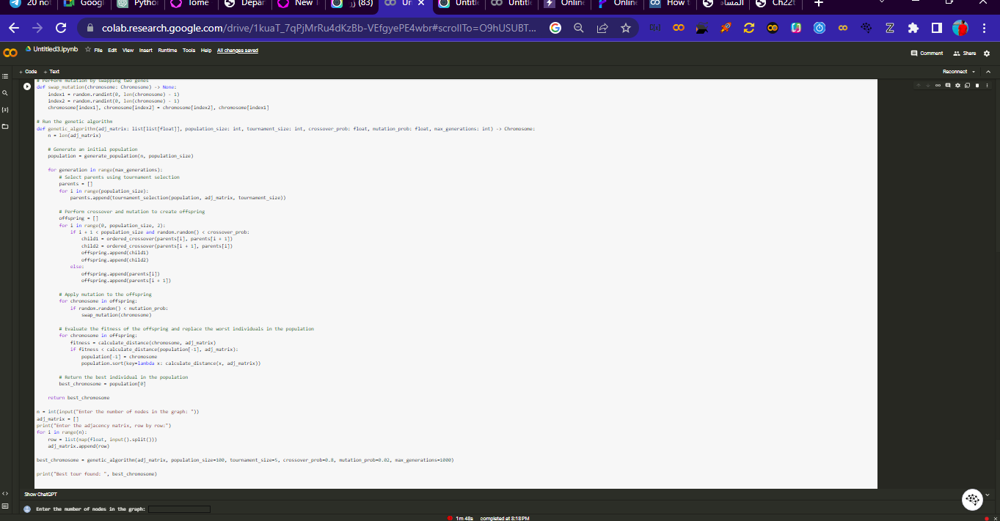 20 not
Googl
Pytho
Tome
Depar
New T
زر (83)
Un
Untitl
Untitle
Online
Online
How t
المسا
Ch22t
colab.research.google.com/drive/1kuaT_7qPjMrRu4dKzBb-VEfgyePE4wbr#scrollTo=O9hUSUBT...
Untitled3.ipynb
File Edit View Insert Runtime Tools Help All changes saved
Comment Share
+ Code + Text
Reconnect
# Perform mutation by swapping two genes
def swap_mutation(chromosome: Chromosome) -> None:
    index1 = random.randint(0, len(chromosome) - 1)
    index2 = random.randint(0, len(chromosome) - 1)
    chromosome[index1], chromosome[index2] = chromosome[index2], chromosome[index1]
# Run the genetic algorithm
def genetic_algorithm(adj_matrix: list[list[float]], population_size: int, tournament_size: int, crossover_prob: float, mutation_prob: float, max_generations: int) -> Chromosome:
    n = len(adj_matrix)
    # Generate an initial population
    population = generate_population(n, population_size)
    for generation in range(max_generations):
        # Select parents using tournament selection
        parents = []
        for i in range(population_size):
            parents.append(tournament_selection(population, adj_matrix, tournament_size))
        # Perform crossover and mutation to create offspring
        offspring = []
        for i in range(0, population_size, 2):
            if i + 1 < population_size and random.random() < crossover_prob:
                child1 = ordered_crossover(parents[i], parents[i + 1])
                child2 = ordered_crossover(parents[i + 1], parents[i])
                offspring.append(child1)
                offspring.append(child2)
            else:
                offspring.append(parents[i])
                offspring.append(parents[i + 1])
        # Apply mutation to the offspring
        for chromosome in offspring:
            if random.random() < mutation_prob:
                swap_mutation(chromosome)
        # Evaluate the fitness of the offspring and replace the worst individuals in the population
        for chromosome in offspring:
            fitness = calculate_distance(chromosome, adj_matrix)
            if fitness < calculate_distance(population[-1], adj_matrix):
                population[-1] = chromosome
                population.sort(key=lambda x: calculate_distance(x, adj_matrix))
        # Return the best individual in the population
        best_chromosome = population[0]
    return best_chromosome
n = int(input("Enter the number of nodes in the graph: "))
adj_matrix = []
print("Enter the adjacency matrix, row by row:")
for i in range(n):
    row = list(map(float, input().split()))
    adj_matrix.append(row)
best_chromosome = genetic_algorithm(adj_matrix, population_size=100, tournament_size=5, crossover_prob=0.8, mutation_prob=0.02, max_generations=1000)
print("Best tour found: ", best_chromosome)
Show ChatGPT
Enter the number of nodes in the graph:
1m 48s completed at 8:18 PM